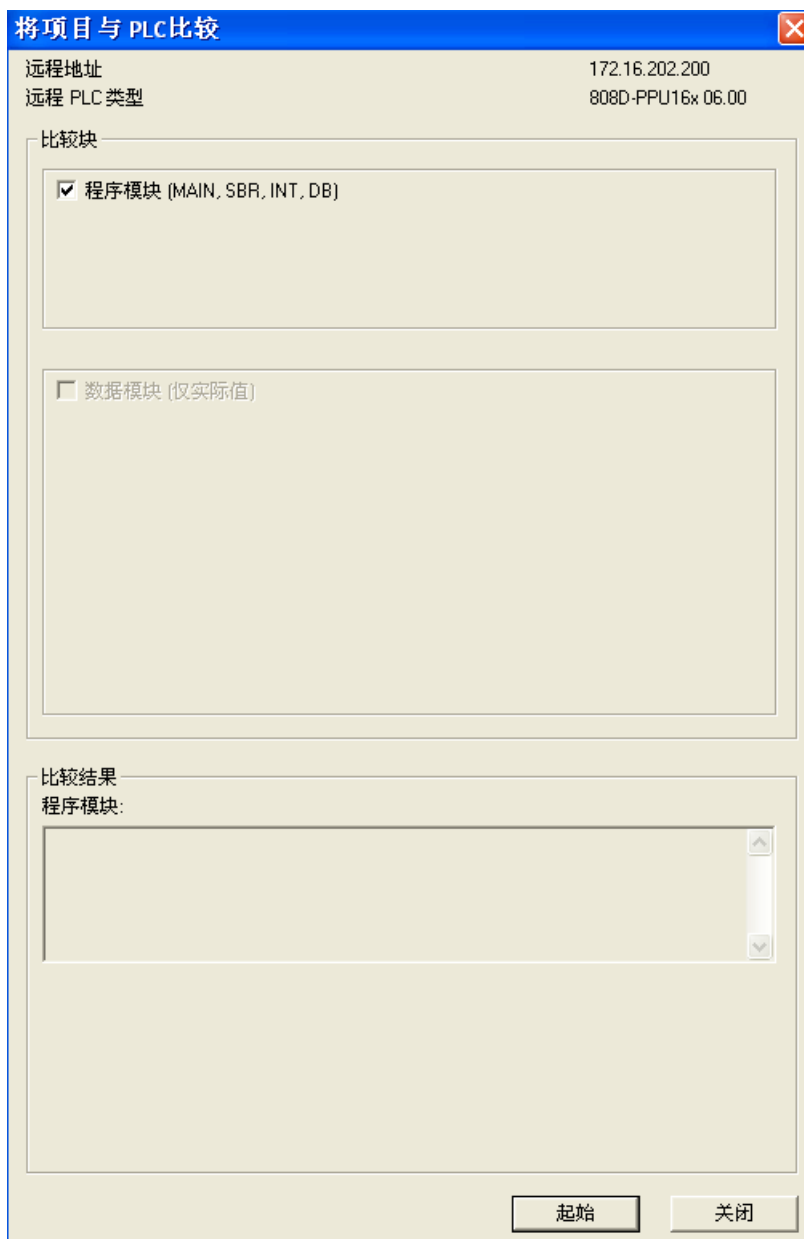 将项目与 PLC比较
远程地址 172.16.202.200
远程 PLC 类型 808D-PPU16x 06.00
比较块
程序模块 (MAIN, SBR, INT, DB)
数据模块 (仅实际值)
比较结果
程序模块:
起始 关闭